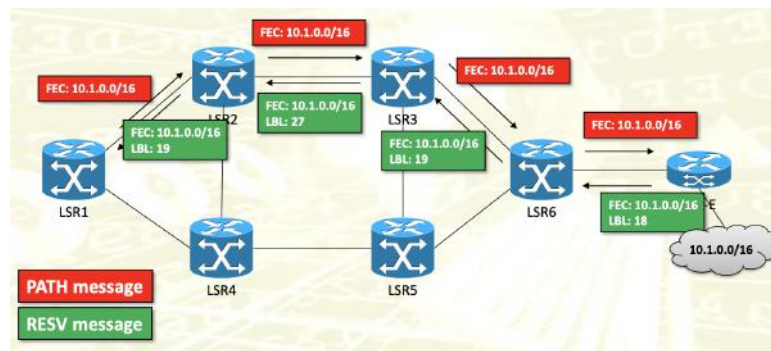 FEC: 10.1.0.0/16
FEC: 10.1.0.0/16
FEC: 10.1.0.0/16
LSR2
FEC: 10.1.0.0/16
LBL: 27
LSR3
FEC: 10.1.0.0/16
FEC: 10.1.0.0/16
LBL: 19
FEC: 10.1.0.0/16
LBL: 19
LSR1
LSR6
FEC: 10.1.0.0/16
LBL: 18
E
10.1.0.0/16
LSR4
LSR5
PATH message
RESV message